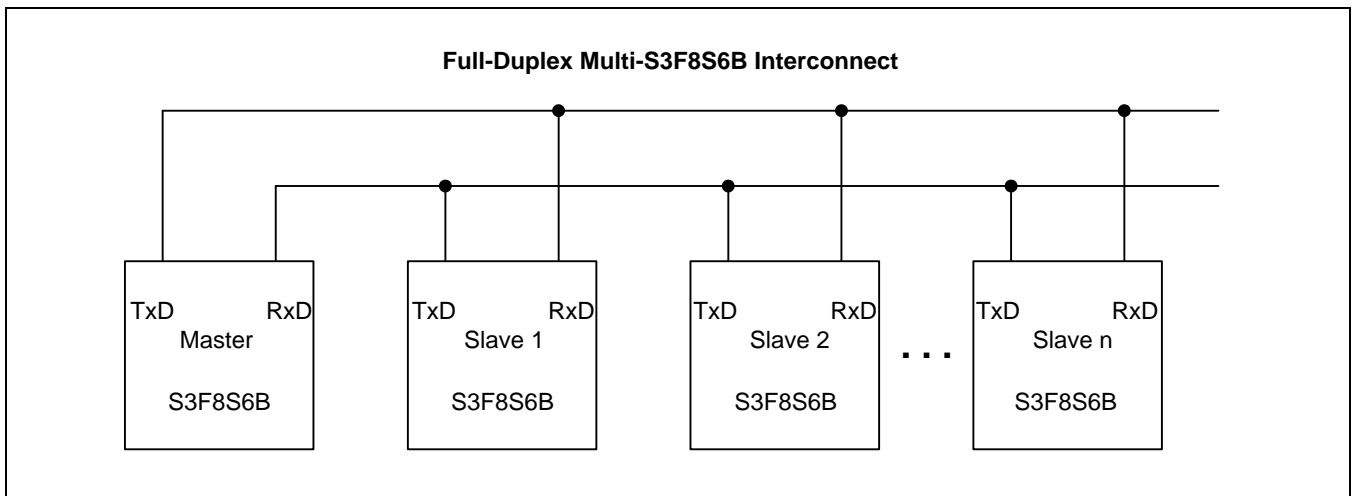 Full-Duplex Multi-S3F8S6B Interconnect
TxD RxD TxD RxD TxD RxD TxD RxD
Master Slave 1 Slave 2 . . . Slave n
S3F8S6B S3F8S6B S3F8S6B S3F8S6B